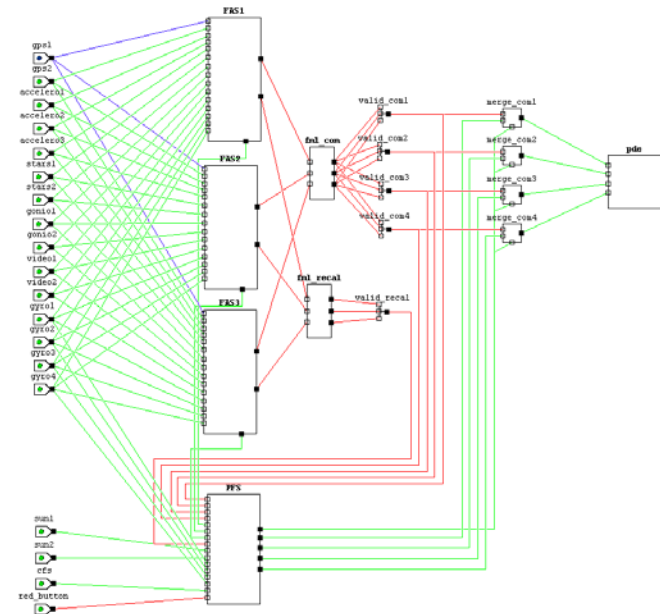 FAS1
gps1
gps2
accelero1
accelero2
accelero3
stars1
stars2
gonio1
gonio2
video1
video2
gyro1
gyro2
gyro3
gyro4
FAS2
FAS3
fml_com
fml_recal
valid_com1
valid_com2
valid_com3
valid_com4
valid_recal
merge_com1
merge_com2
merge_com3
merge_com4
pde
PFS
sun1
sun2
cfs
red_button